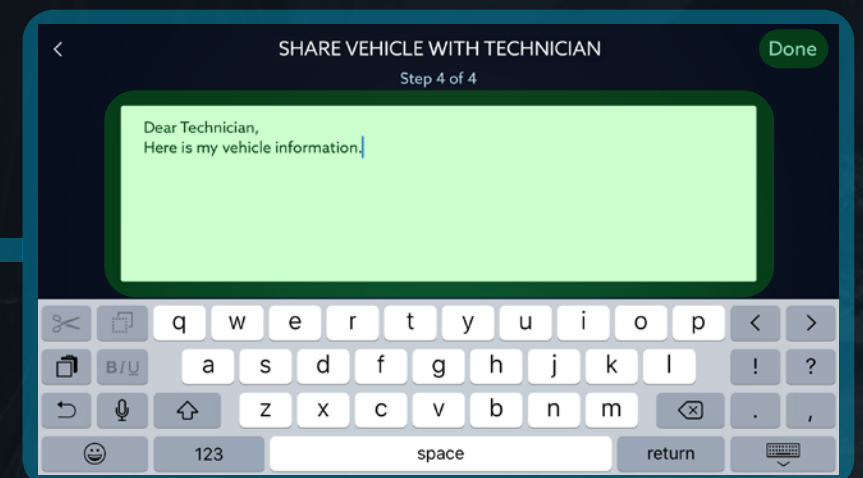 SHARE VEHICLE WITH TECHNICIAN
Done
Step 4 of 4
Dear Technician,
Here is my vehicle information.
q w e r t y u i o p < >
BIU a s d f g h j k l ! ?
z x c v b n m . ,
123 space return